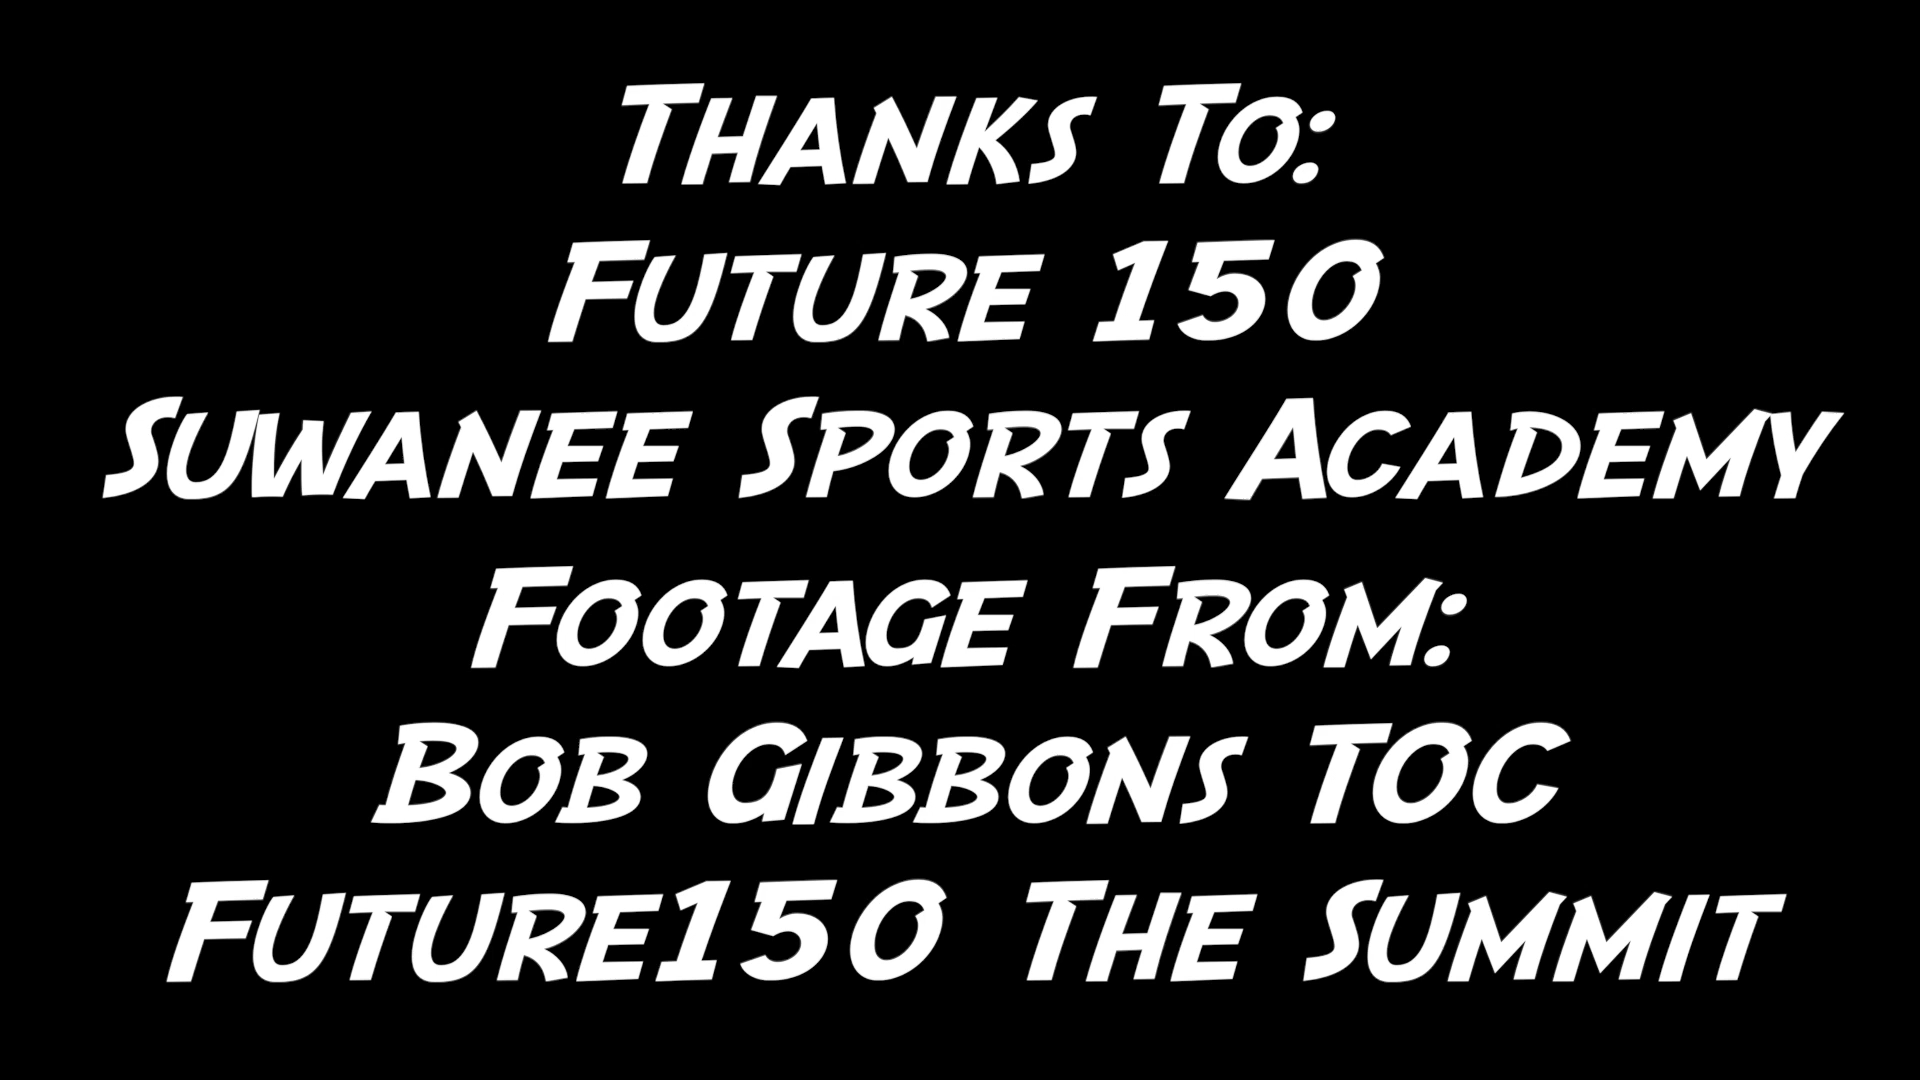 Thanks To:
Future 150
Suwanee Sports Academy
Footage From:
Bob Gibbons TOC
Future150 The Summit